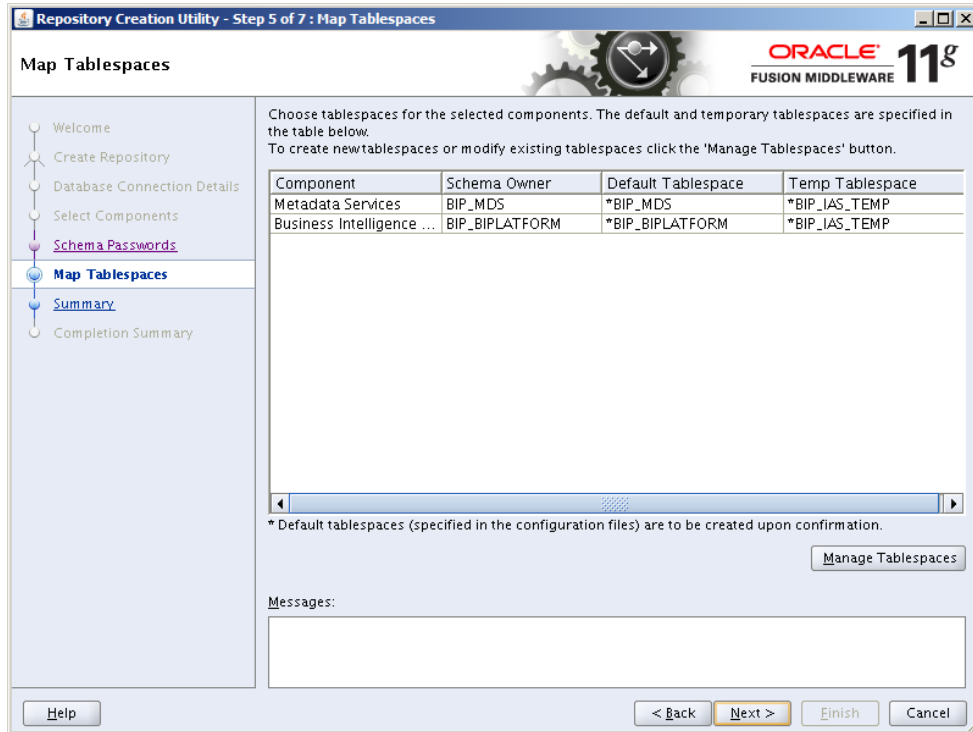 Repository Creation Utility - Step 5 of 7 : Map Tablespaces
Map Tablespaces
ORACLE
FUSION MIDDLEWARE
11g
Welcome
Create Repository
Database Connection Details
Select Components
Schema Passwords
Map Tablespaces
Summary
Completion Summary
Choose tablespaces for the selected components. The default and temporary tablespaces are specified in
the table below.
To create new tablespaces or modify existing tablespaces click the 'Manage Tablespaces' button.
Component Schema Owner Default Tablespace Temp Tablespace
Metadata Services BIP_MDS *BIP_MDS *BIP_IAS_TEMP
Business Intelligence ... BIP_BIPLATFORM *BIP_BIPLATFORM *BIP_IAS_TEMP
* Default tablespaces (specified in the configuration files) are to be created upon confirmation.
Manage Tablespaces
Messages:
Help < Back Next > Finish Cancel